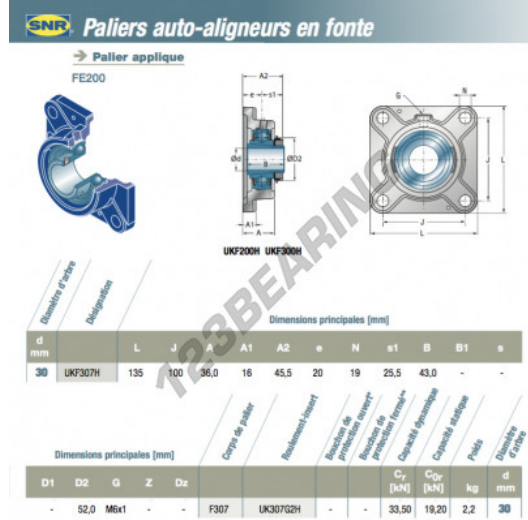 SNR Paliers auto-aligneurs en fonte
Palier applique
FE200
A2
e s1
Ød B ØD2
A1
A
G N
J L
J
L
UKF200H UKF300H
123BEARING
Diamètre d'arbre Désignation
Dimensions principales [mm]
d mm L J A A1 A2 e N s1 B B1 s
30 UKF307H 135 100 36,0 16 45,5 20 19 25,5 43,0 - -
Corps de palier Roulement-insert Bouchon de protection ouvert* Bouchon de protection fermé** Capacité dynamique Capacité statique Poids Diamètre d'arbre
Dimensions principales [mm]
D1 D2 G Z Dz Cr [kN] C0r [kN] kg d mm
- 52,0 M6x1 - - F307 UK307G2H - - 33,50 19,20 2,2 30